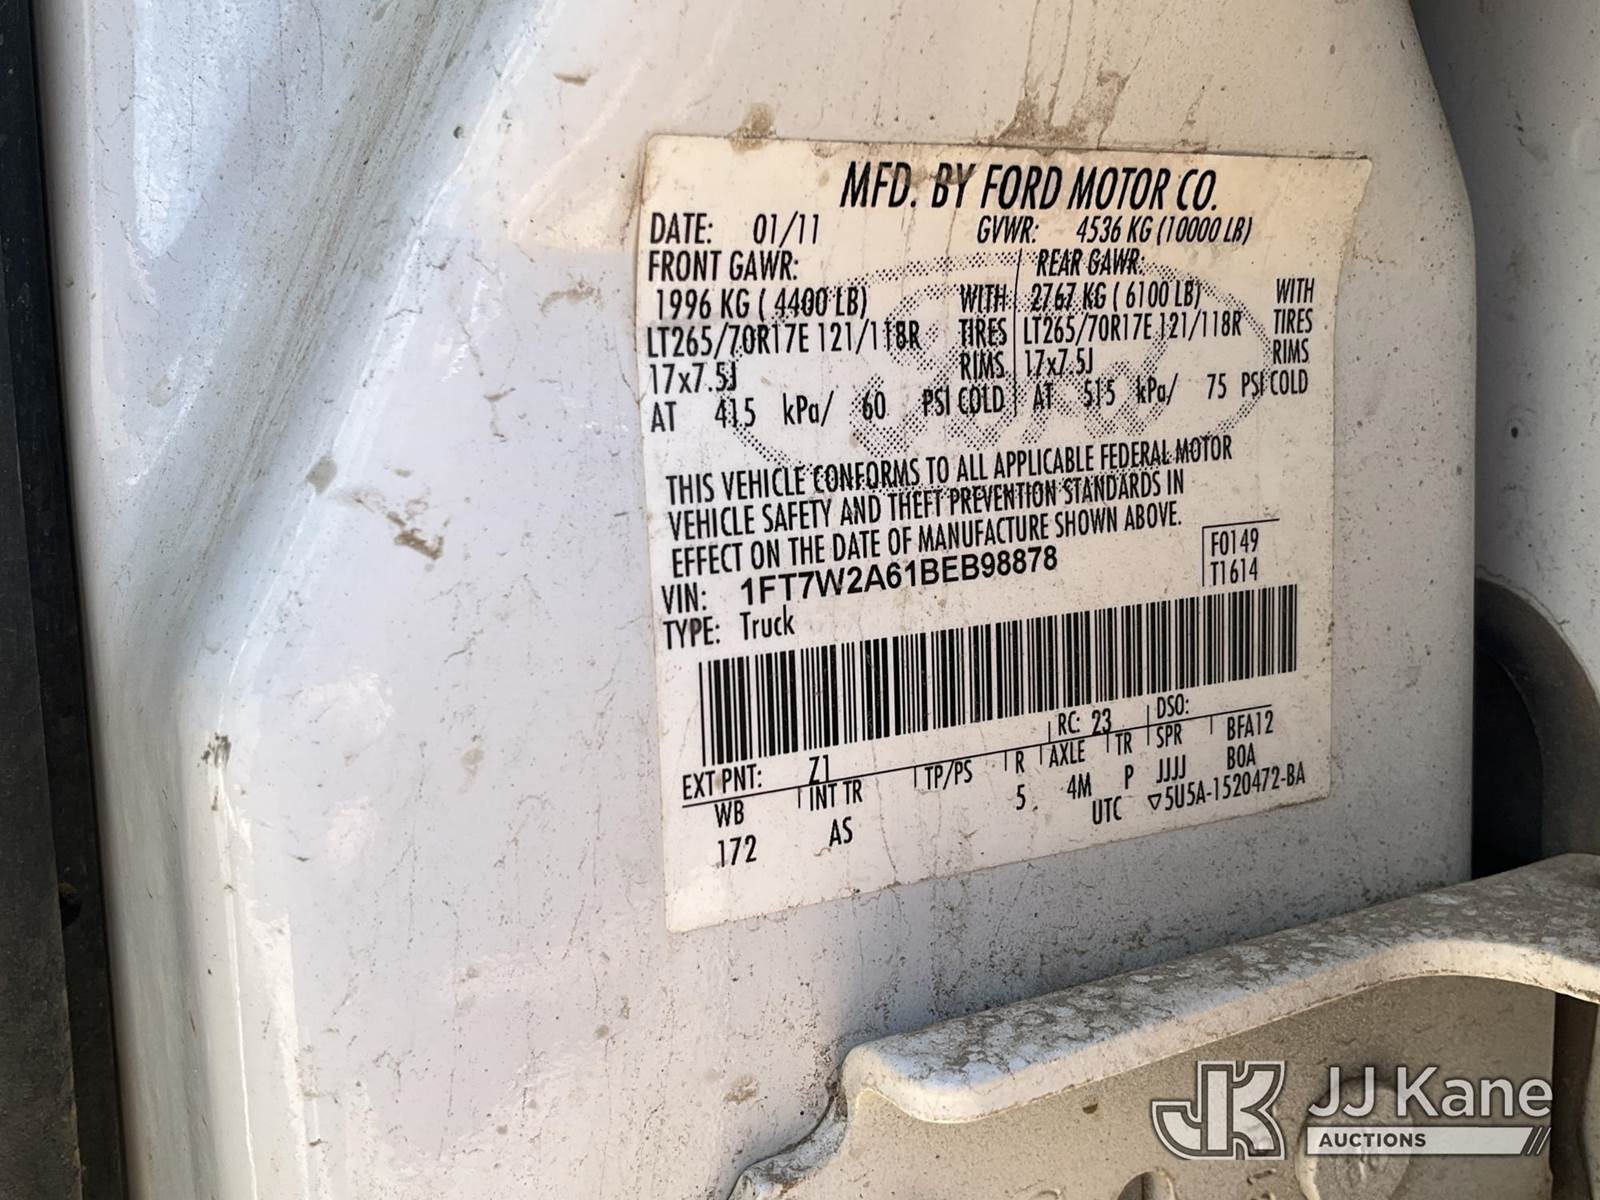 MFD. BY FORD MOTOR CO.
DATE: 01/11 GVWR: 4536 KG (10000 LB)
FRONT GAWR: REAR GAWR:
1996 KG ( 4400 LB) WITH 2767 KG ( 6100 LB) WITH
LT265/70R17E 121/118R TIRES LT265/70R17E 121/118R TIRES
17x7.5J RIMS 17x7.5J RIMS
AT 415 kPa/ 60 PSI COLD AT 515 kPa/ 75 PSI COLD
THIS VEHICLE CONFORMS TO ALL APPLICABLE FEDERAL MOTOR
VEHICLE SAFETY AND THEFT PREVENTION STANDARDS IN
EFFECT ON THE DATE OF MANUFACTURE SHOWN ABOVE.
VIN: 1FT7W2A61BEB98878 F0149
TYPE: Truck T1614
RC: 23 DSO:
EXT PNT: Z1
WB INT TR TP/PS R AXLE TR SPR BFA12
172 AS 5 4M P JJJJ BOA
UTC ▽5U5A-1520472-BA
JK JJ Kane
AUCTIONS